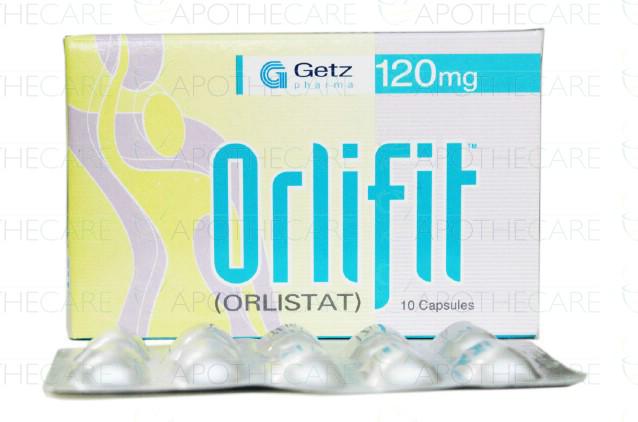 Getz
pharma
120mg
Orlifit™
(ORLISTAT)
10 Capsules
APOTHECARE